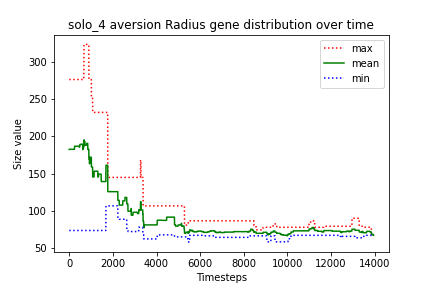 solo_4 aversion Radius gene distribution over time
max
mean
min
Size value
300
250
200
150
100
50
0 2000 4000 6000 8000 10000 12000 14000
Timesteps